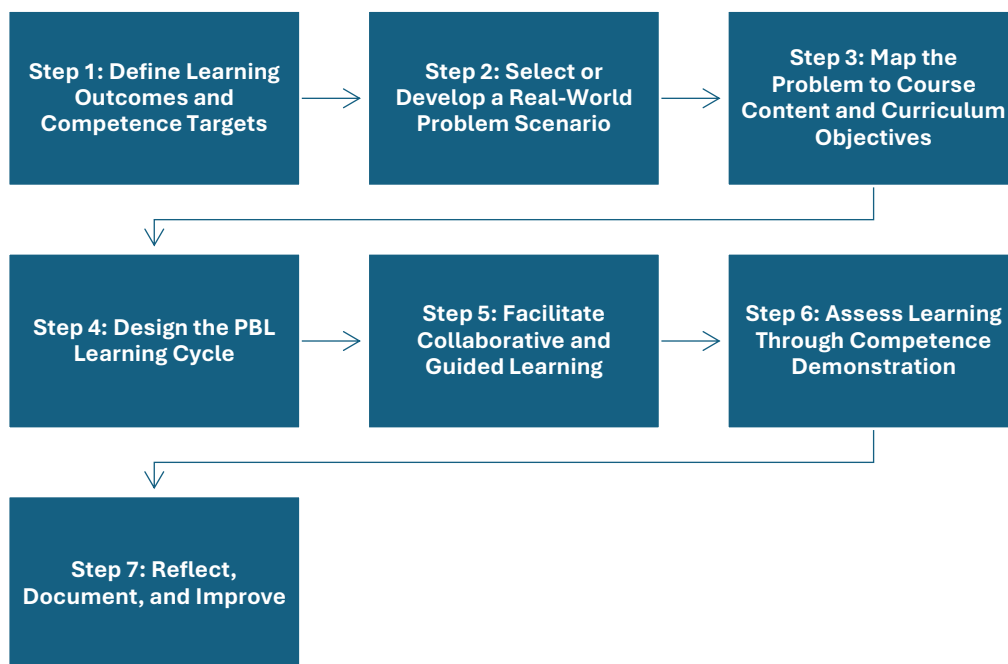 Step 1: Define Learning
Outcomes and
Competence Targets
Step 2: Select or
Develop a Real-World
Problem Scenario
Step 3: Map the
Problem to Course
Content and Curriculum
Objectives
Step 4: Design the PBL
Learning Cycle
Step 5: Facilitate
Collaborative and
Guided Learning
Step 6: Assess Learning
Through Competence
Demonstration
Step 7: Reflect,
Document, and Improve